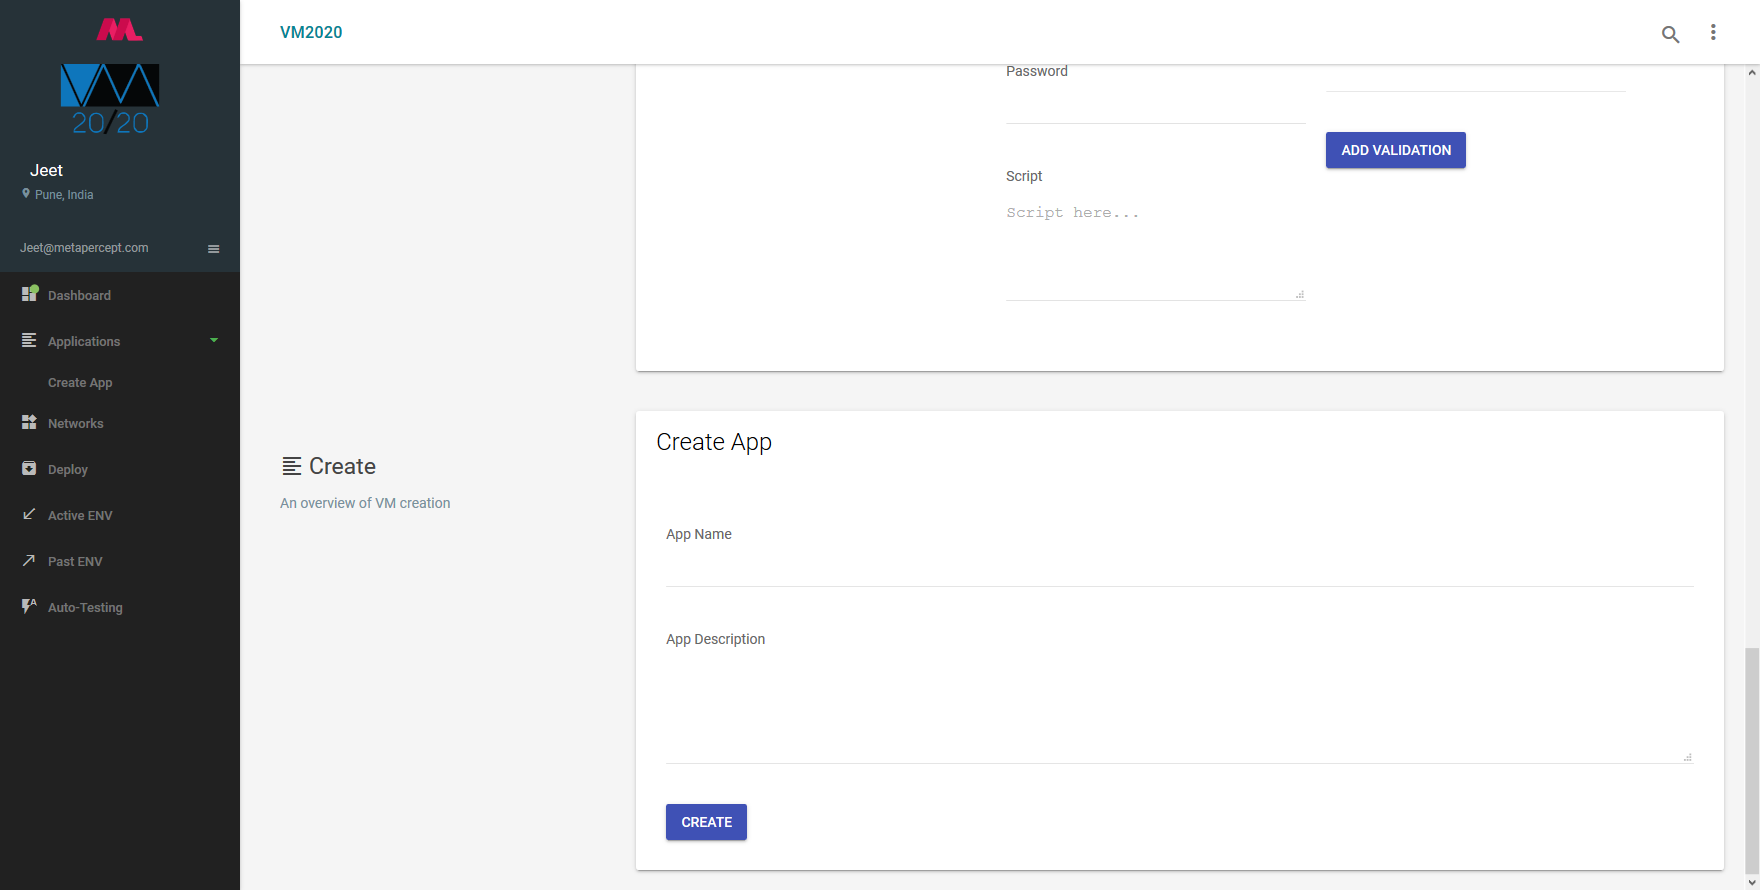 VM2020
20/20
Jeet
Pune, India
Jeet@metapercept.com
Dashboard
Applications
Create App
Networks
Deploy
Active ENV
Past ENV
Auto-Testing
Password
ADD VALIDATION
Script
Script here...
Create
An overview of VM creation
Create App
App Name
App Description
CREATE